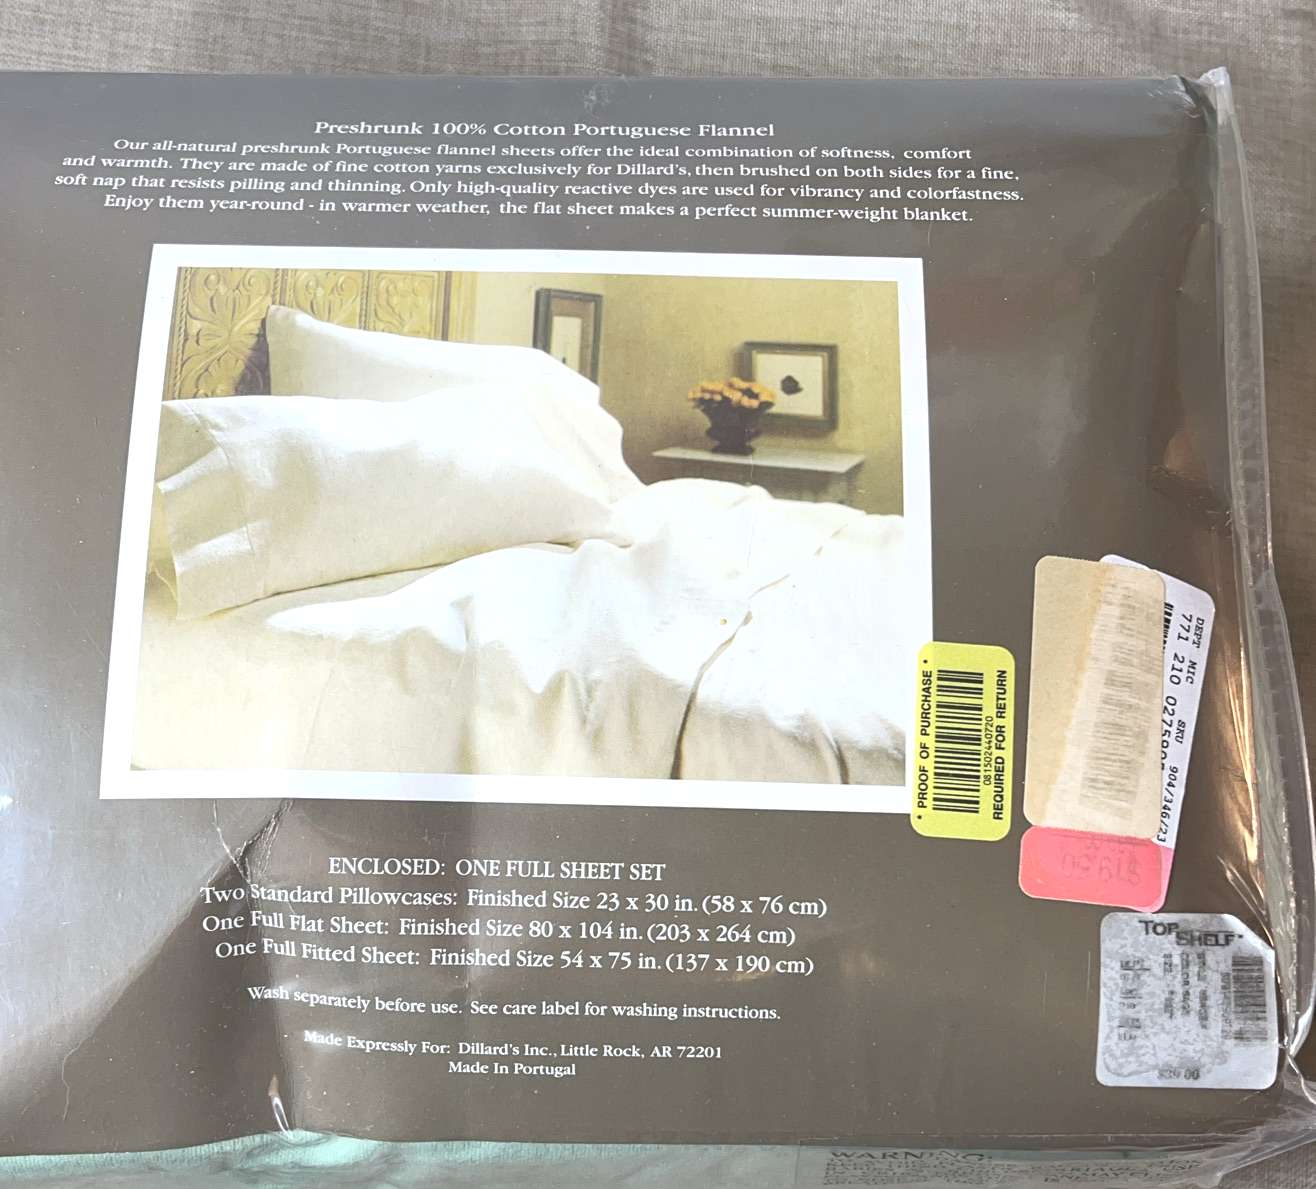 Preshrunk 100% Cotton Portuguese Flannel
Our all-natural preshrunk Portuguese flannel sheets offer the ideal combination of softness, comfort
and warmth. They are made of fine cotton yarns exclusively for Dillard's, then brushed on both sides for a fine,
soft nap that resists pilling and thinning. Only high-quality reactive dyes are used for vibrancy and colorfastness.
Enjoy them year-round - in warmer weather, the flat sheet makes a perfect summer-weight blanket.
• PROOF OF PURCHASE •
081502440720
REQUIRED FOR RETURN
DEPT MIC SKU
771 210
904/346/23
TOP SHELF
$30.00
ENCLOSED: ONE FULL SHEET SET
Two Standard Pillowcases: Finished Size 23 x 30 in. (58 x 76 cm)
One Full Flat Sheet: Finished Size 80 x 104 in. (203 x 264 cm)
One Full Fitted Sheet: Finished Size 54 x 75 in. (137 x 190 cm)
Wash separately before use. See care label for washing instructions.
Made Expressly For: Dillard's Inc., Little Rock, AR 72201
Made In Portugal
WARNING: